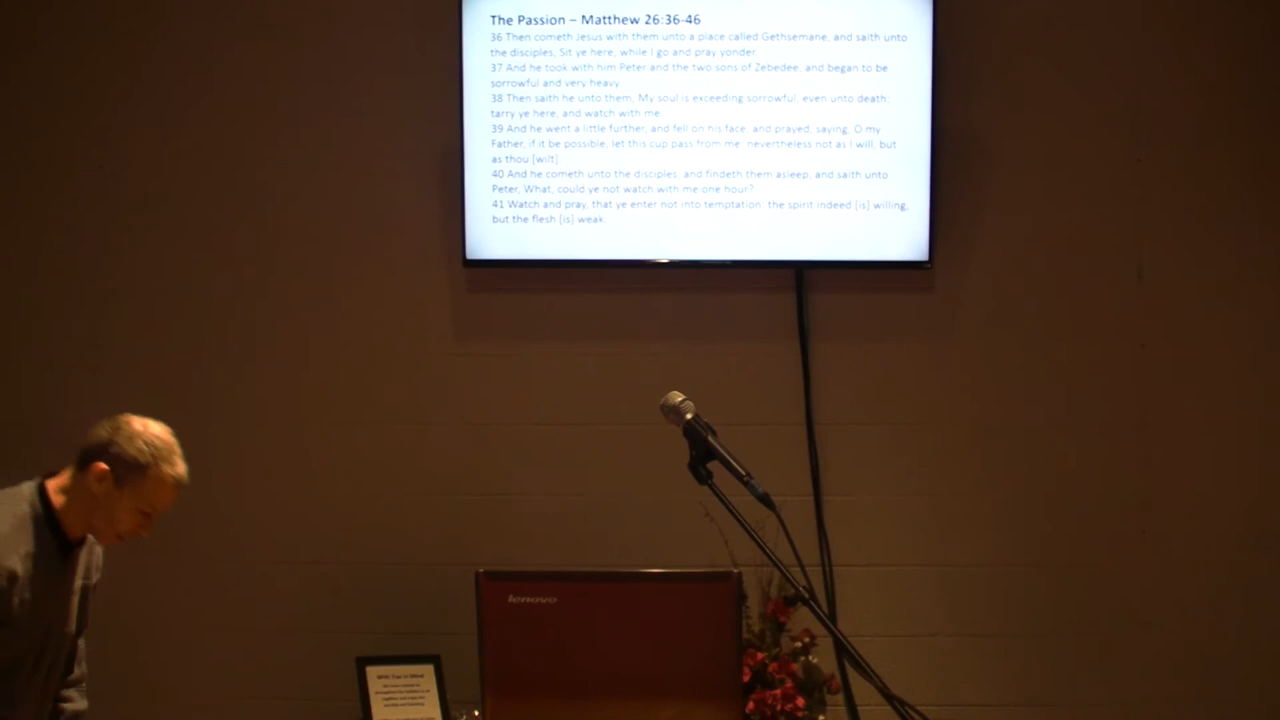 The Passion – Matthew 26:36-46
36 Then cometh Jesus with them unto a place called Gethsemane, and saith unto
the disciples, Sit ye here, while I go and pray yonder.
37 And he took with him Peter and the two sons of Zebedee, and began to be
sorrowful and very heavy.
38 Then saith he unto them, My soul is exceeding sorrowful, even unto death:
tarry ye here, and watch with me.
39 And he went a little further, and fell on his face, and prayed, saying, O my
Father, if it be possible, let this cup pass from me: nevertheless not as I will, but
as thou [wilt].
40 And he cometh unto the disciples, and findeth them asleep, and saith unto
Peter, What, could ye not watch with me one hour?
41 Watch and pray, that ye enter not into temptation: the spirit indeed [is] willing,
but the flesh [is] weak.
lenovo
With You in Mind